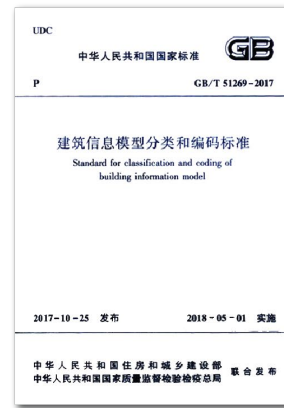 UDC
中华人民共和国国家标准 GB
P GB/T 51269-2017
建筑信息模型分类和编码标准
Standard for classification and coding of
building information model
2017-10-25 发布 2018-05-01 实施
中华人民共和国住房和城乡建设部
中华人民共和国国家质量监督检验检疫总局
联合发布